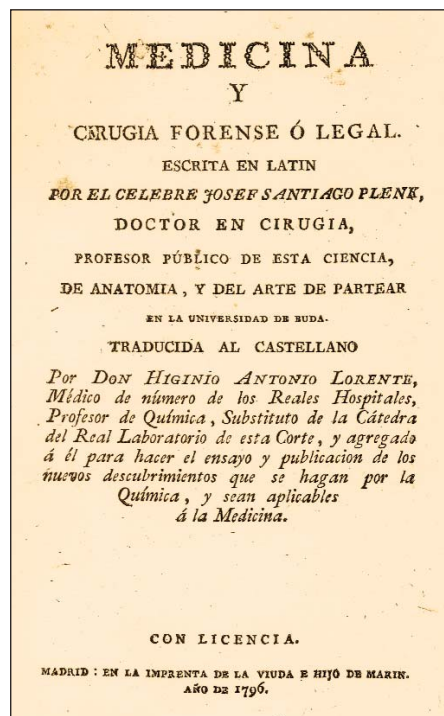 MEDICINA
Y
CIRUGIA FORENSE Ó LEGAL.
ESCRITA EN LATIN
POR EL CELEBRE JOSEF SANTIAGO PLENK,
DOCTOR EN CIRUGIA,
PROFESOR PÚBLICO DE ESTA CIENCIA,
DE ANATOMIA, Y DEL ARTE DE PARTEAR
EN LA UNIVERSIDAD DE BUDA.
TRADUCIDA AL CASTELLANO
Por DON HIGINIO ANTONIO LORENTE,
Médico de número de los Reales Hospitales,
Profesor de Química, Substituto de la Cátedra
del Real Laboratorio de esta Corte, y agregado
á él para hacer el ensayo y publicacion de los
nuevos descubrimientos que se hagan por la
Química, y sean aplicables
á la Medicina.
CON LICENCIA.
MADRID: EN LA IMPRENTA DE LA VIUDA E HIJO DE MARIN.
AÑO DE 1796.